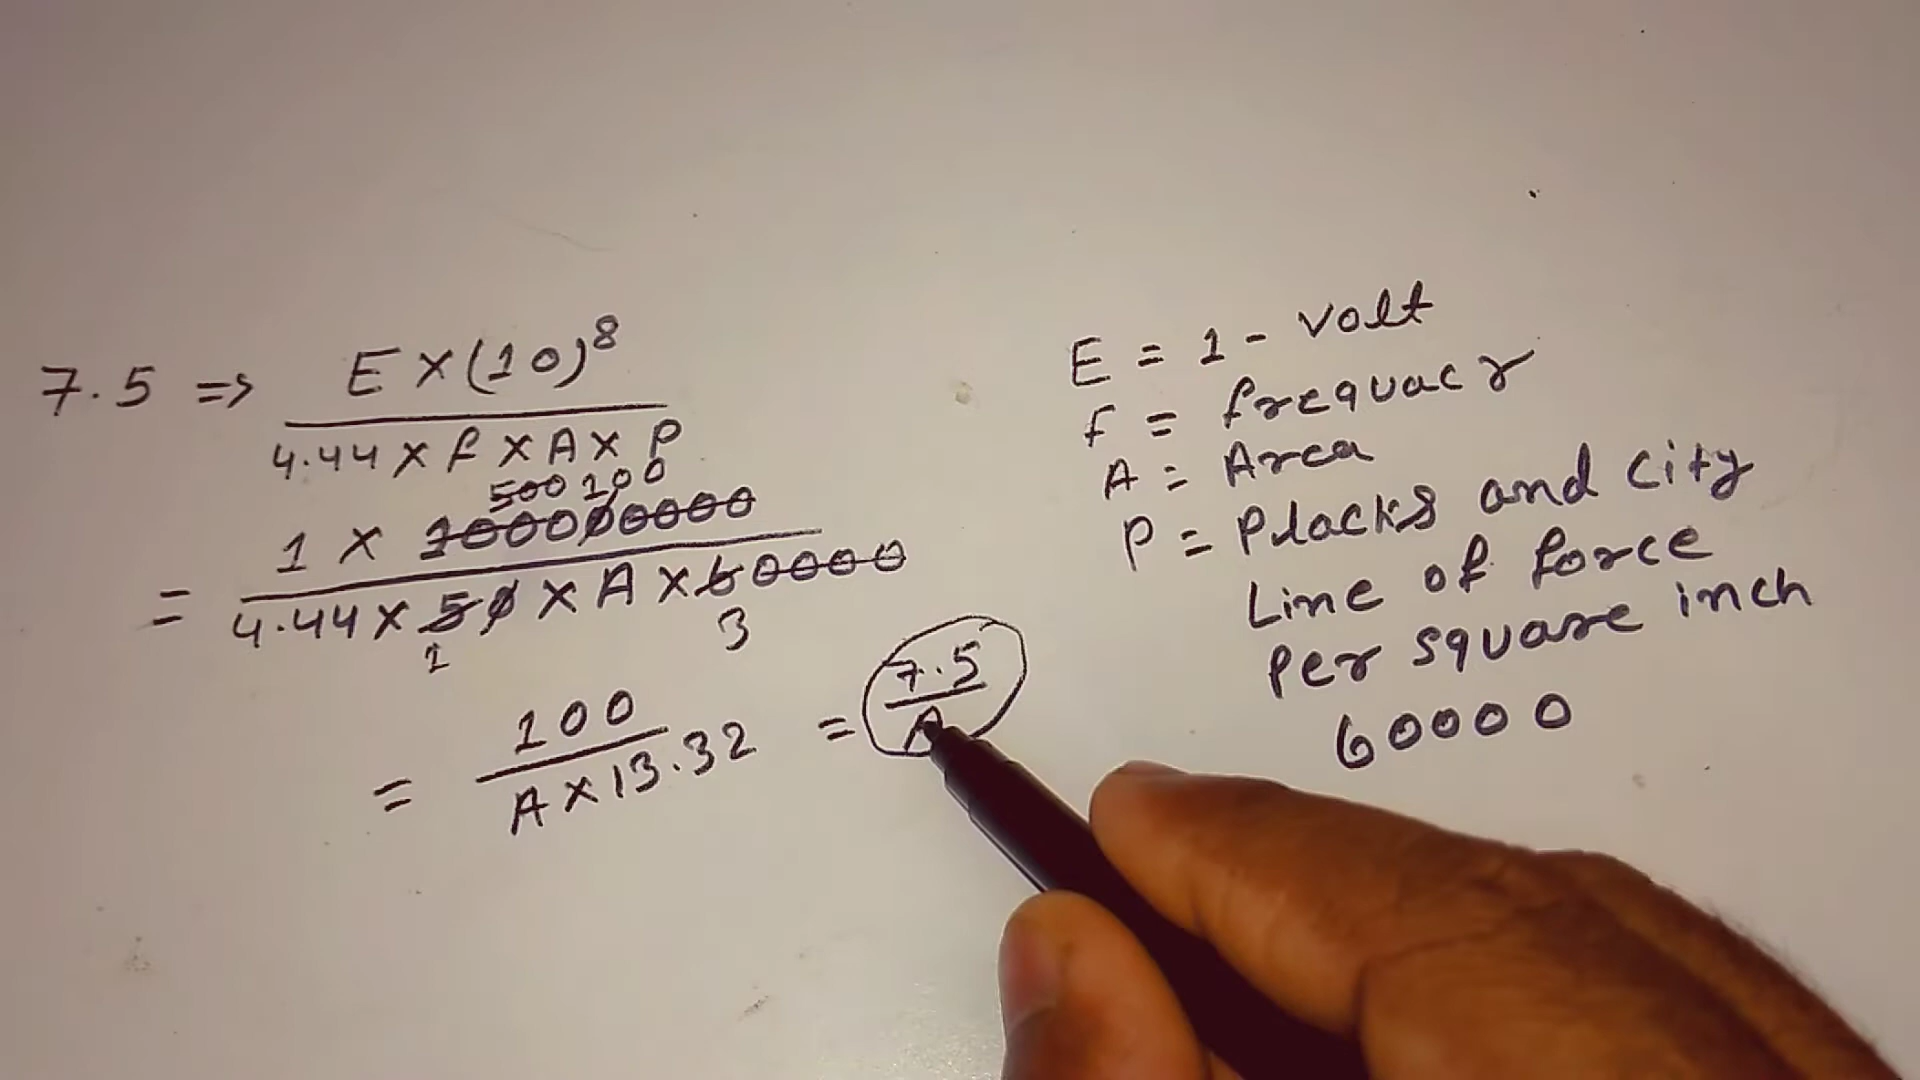 7.5 => E × (10)⁸
4.44 × f × A × P
500 100
= 1 × 100000000
4.44 × 50 × A × 60000
1 3
= 100 = 7.5
A × 13.32 A
E = 1 - volt
f = frequacr
A = Area
P = Placks and city
Line of force
Per square inch
60000